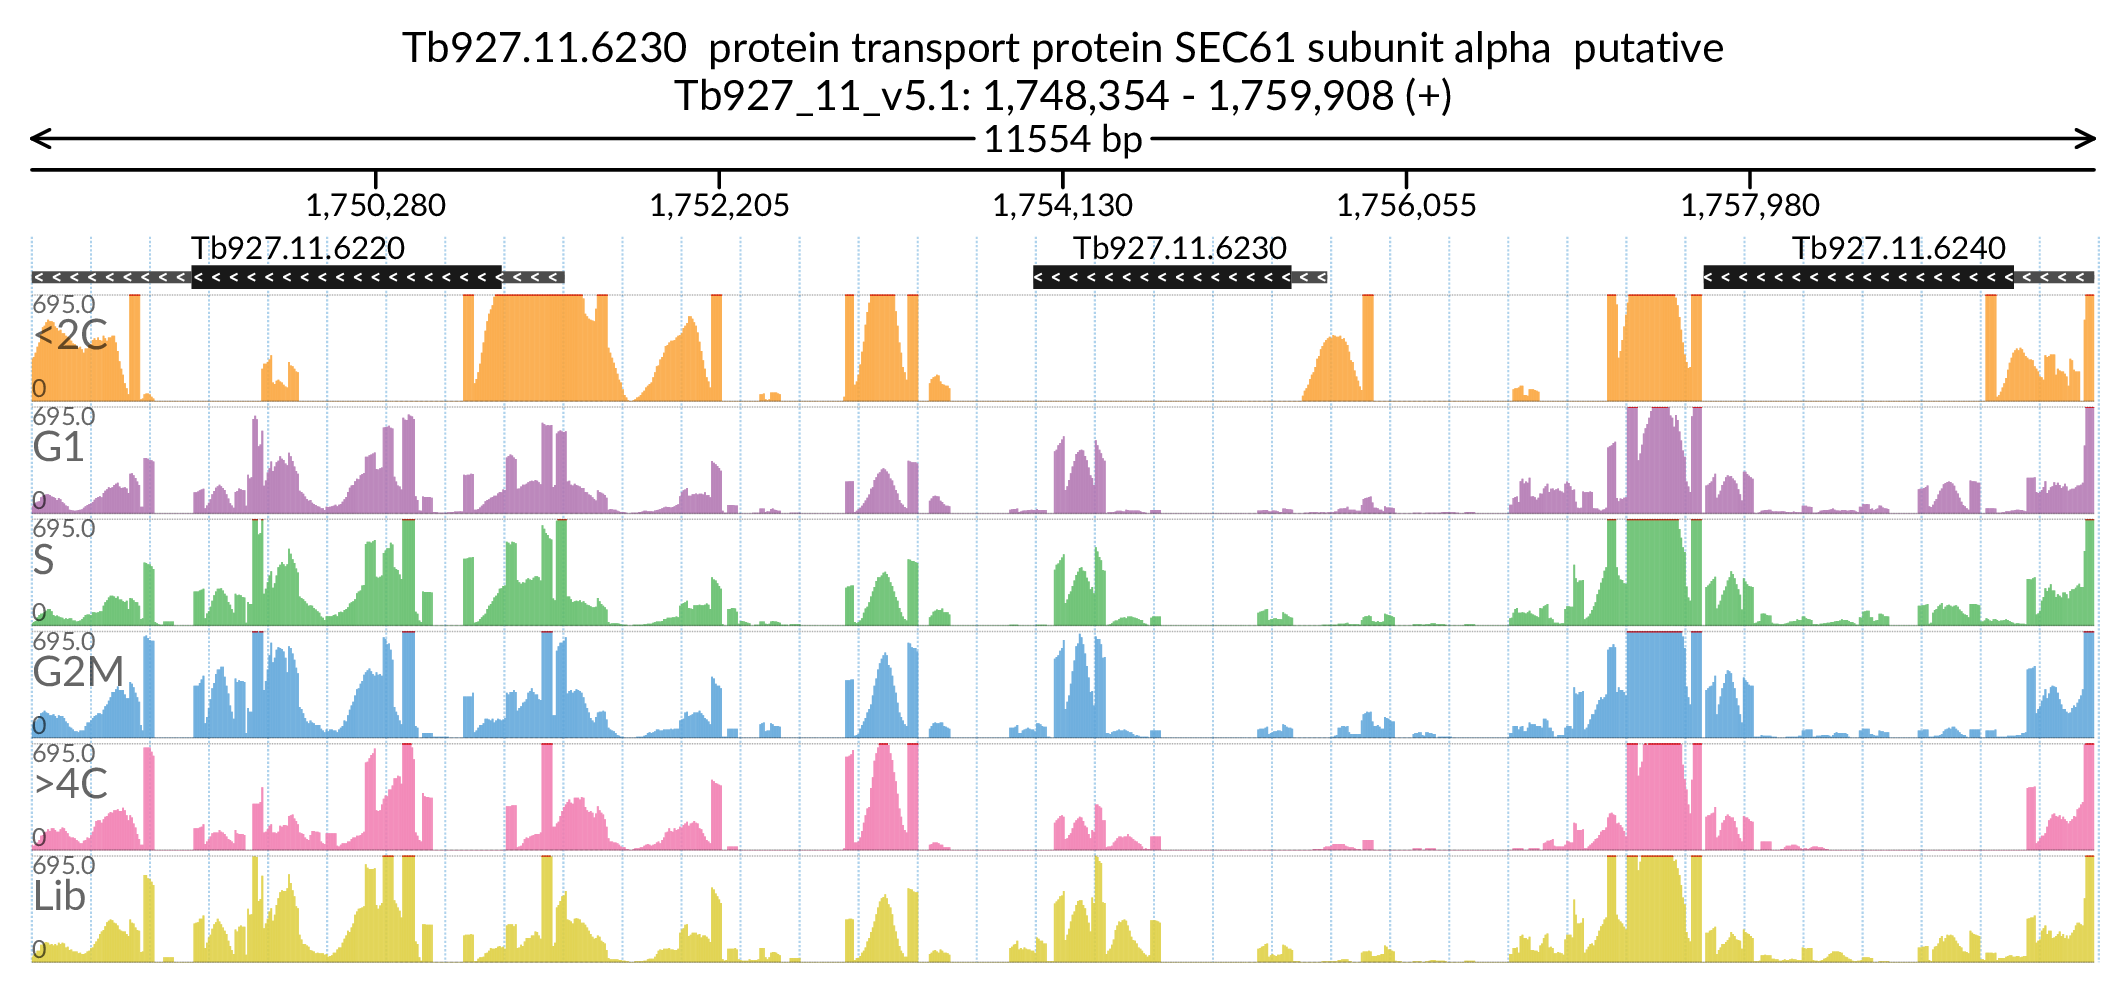 Tb927.11.6230  protein transport protein SEC61 subunit alpha  putative
Tb927_11_v5.1: 1,748,354 - 1,759,908 (+)
11554 bp
1,750,280 1,752,205 1,754,130 1,756,055 1,757,980
Tb927.11.6220 Tb927.11.6230 Tb927.11.6240
695.0
<2C
0
695.0
G1
0
695.0
S
0
695.0
G2M
0
695.0
>4C
0
695.0
Lib
0